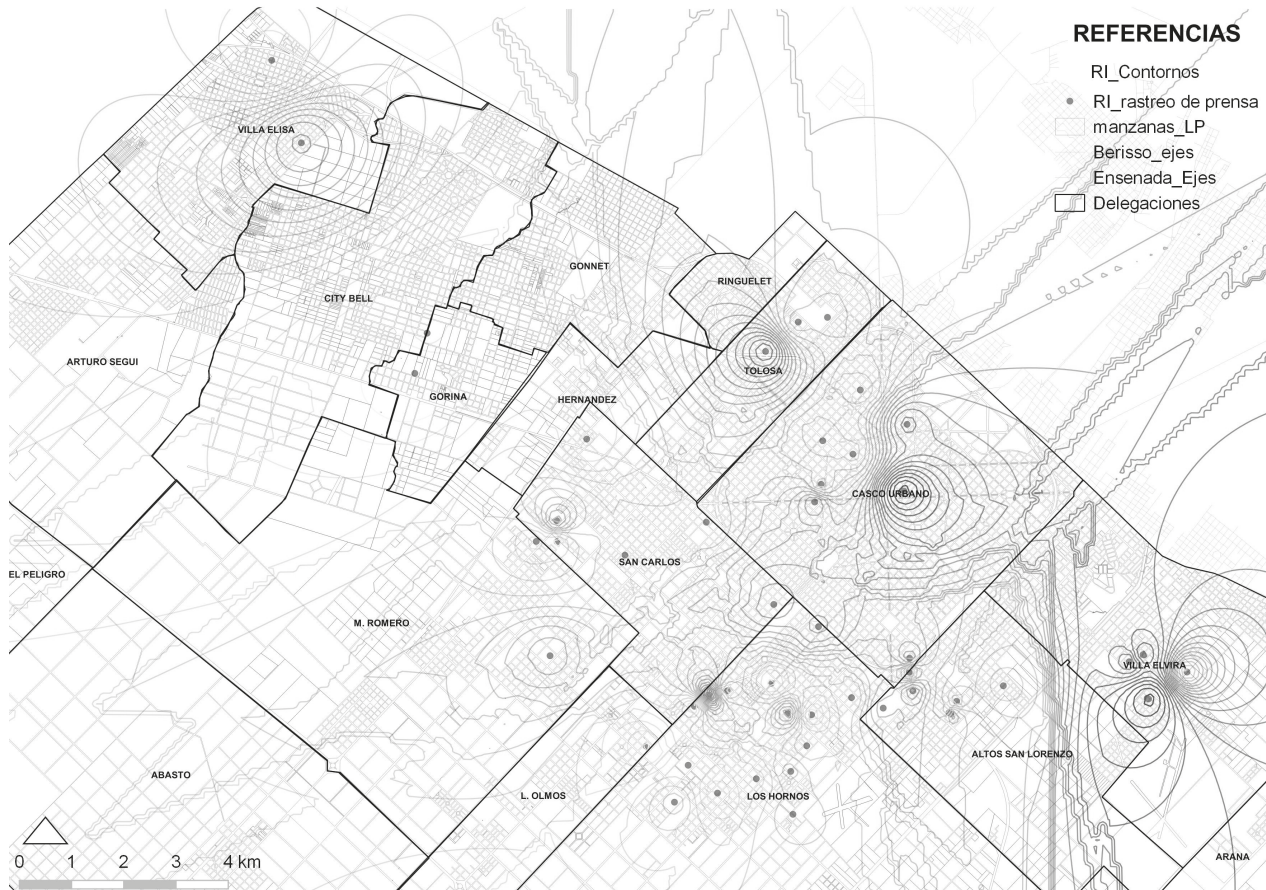 REFERENCIAS
RI_Contornos
RI_rastreo de prensa
manzanas_LP
Berisso_ejes
Ensenada_Ejes
Delegaciones
VILLA ELISA
GONNET
RINGUELET
CITY BELL
ARTURO SEGUI
TOLOSA
GORINA
HERNANDEZ
CASCO URBANO
SAN CARLOS
EL PELIGRO
M. ROMERO
VILLA ELVIRA
ALTOS SAN LORENZO
ABASTO
L. OLMOS
LOS HORNOS
ARANA
0 1 2 3 4 km